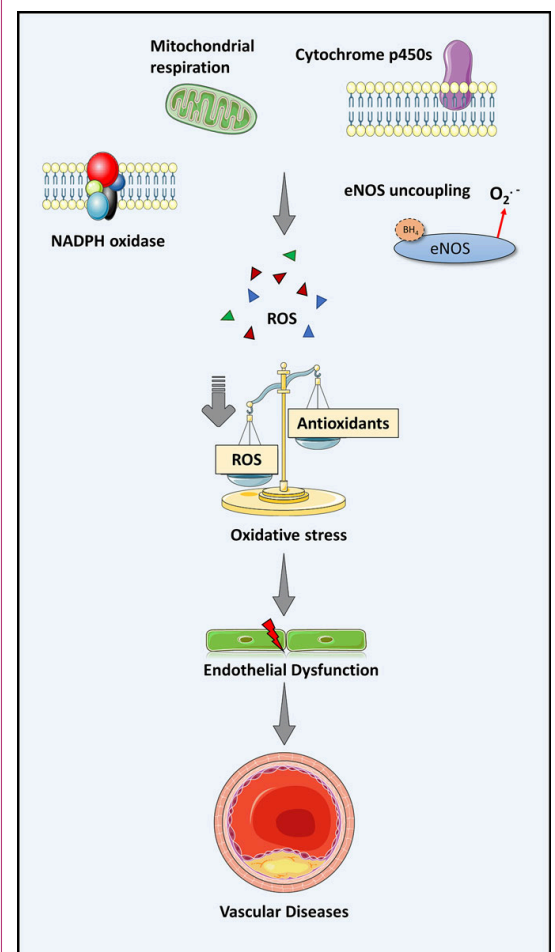 Mitochondrial
respiration
Cytochrome p450s
NADPH oxidase
eNOS uncoupling
O₂·-
BH₄
eNOS
ROS
Antioxidants
ROS
Oxidative stress
Endothelial Dysfunction
Vascular Diseases